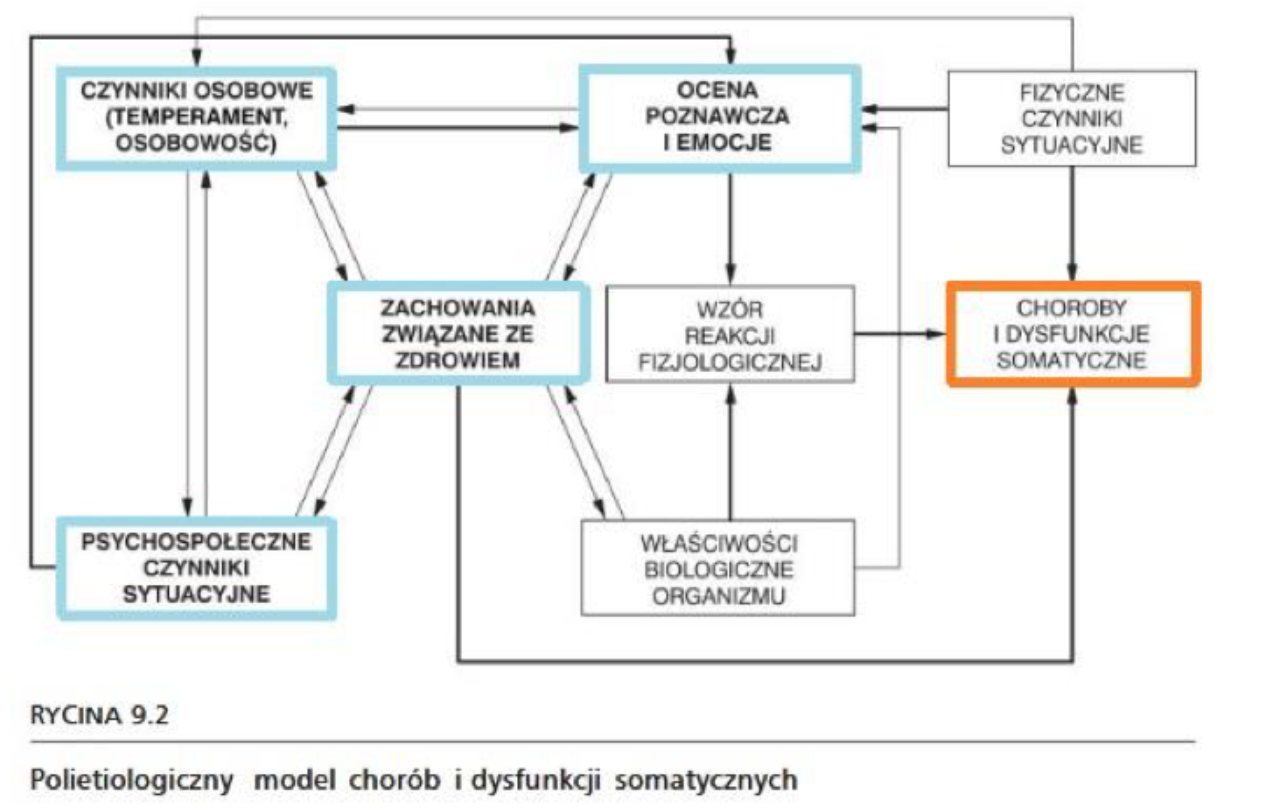 CZYNNIKI OSOBOWE
(TEMPERAMENT,
OSOBOWOŚĆ)
OCENA
POZNAWCZA
I EMOCJE
FIZYCZNE
CZYNNIKI
SYTUACYJNE
ZACHOWANIA
ZWIĄZANE ZE
ZDROWIEM
WZÓR
REAKCJI
FIZJOLOGICZNEJ
CHOROBY
I DYSFUNKCJE
SOMATYCZNE
PSYCHOSPOŁECZNE
CZYNNIKI
SYTUACYJNE
WŁAŚCIWOŚCI
BIOLOGICZNE
ORGANIZMU
RYCINA 9.2
Polietiologiczny model chorób i dysfunkcji somatycznych